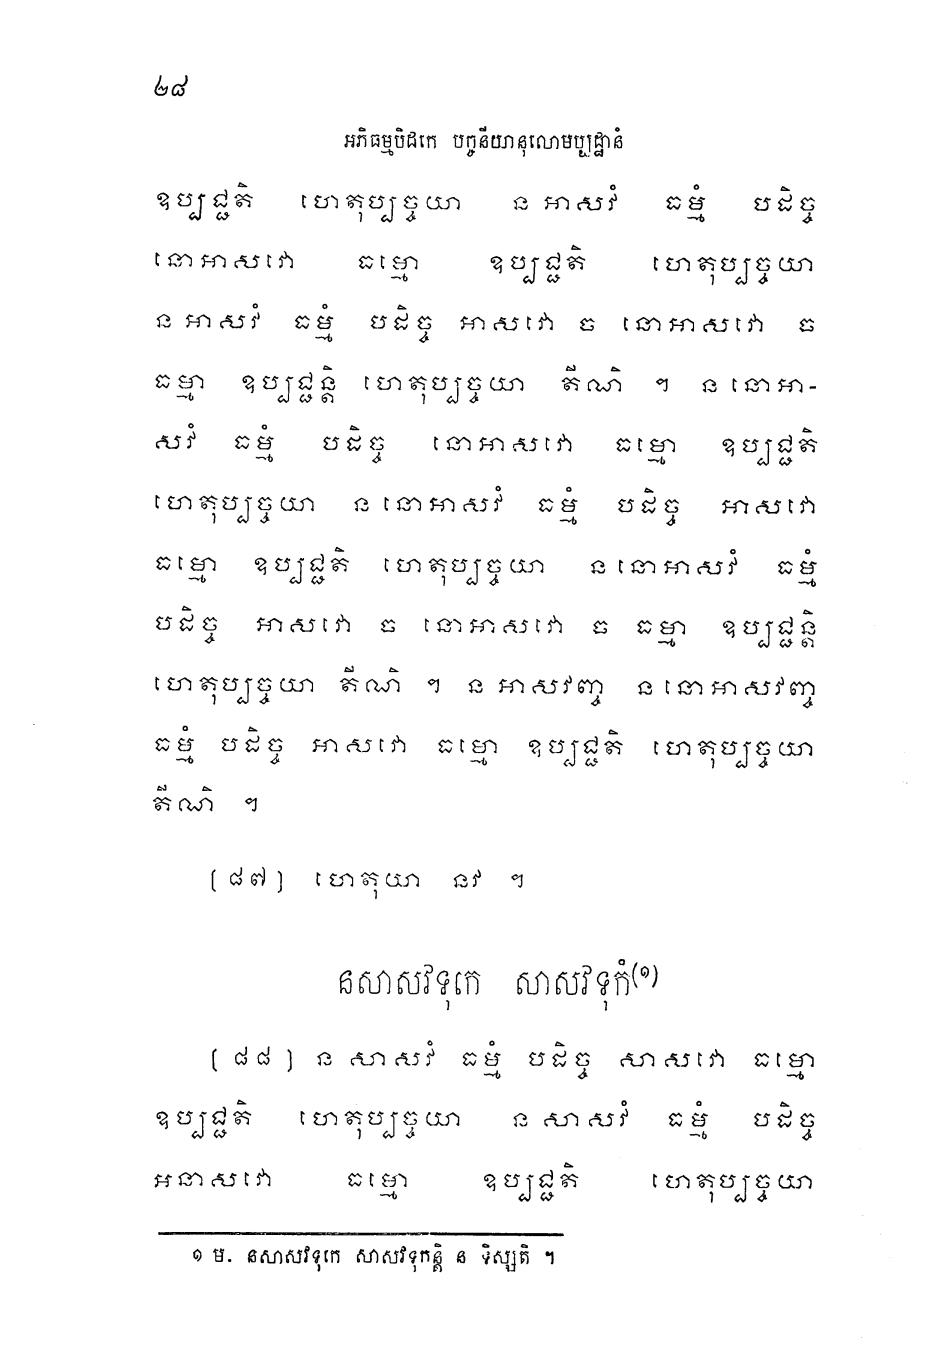 ២៨
អភិធម្មបិដកេ បច្ចនីយានុលោមប្បដ្ឋានំ
ឧប្បជ្ជតិ ហេតុប្បច្ចយា ន អាសវំ ធម្មំ បដិច្ច
នោអាសវោ ធម្មោ ឧប្បជ្ជតិ ហេតុប្បច្ចយា
ន អាសវំ ធម្មំ បដិច្ច អាសវោ ច នោអាសវោ ច
ធម្មា ឧប្បជ្ជន្តិ ហេតុប្បច្ចយា តីណិ ។ ន នោអា-
សវំ ធម្មំ បដិច្ច នោអាសវោ ធម្មោ ឧប្បជ្ជតិ
ហេតុប្បច្ចយា ន នោអាសវំ ធម្មំ បដិច្ច អាសវោ
ធម្មោ ឧប្បជ្ជតិ ហេតុប្បច្ចយា ន នោអាសវំ ធម្មំ
បដិច្ច អាសវោ ច នោអាសវោ ច ធម្មា ឧប្បជ្ជន្តិ
ហេតុប្បច្ចយា តីណិ ។ ន អាសវញ្ច ន នោអាសវញ្ច
ធម្មំ បដិច្ច អាសវោ ធម្មោ ឧប្បជ្ជតិ ហេតុប្បច្ចយា
តីណិ ។
[៨៧] ហេតុយា នវ ។
នសាសវទុកេ សាសវទុកំ(១)
[៨៨] ន សាសវំ ធម្មំ បដិច្ច សាសវោ ធម្មោ
ឧប្បជ្ជតិ ហេតុប្បច្ចយា ន សាសវំ ធម្មំ បដិច្ច
អនាសវោ ធម្មោ ឧប្បជ្ជតិ ហេតុប្បច្ចយា
១ ម. នសាសវទុកេ សាសវទុកន្តិ ន ទិស្សតិ ។